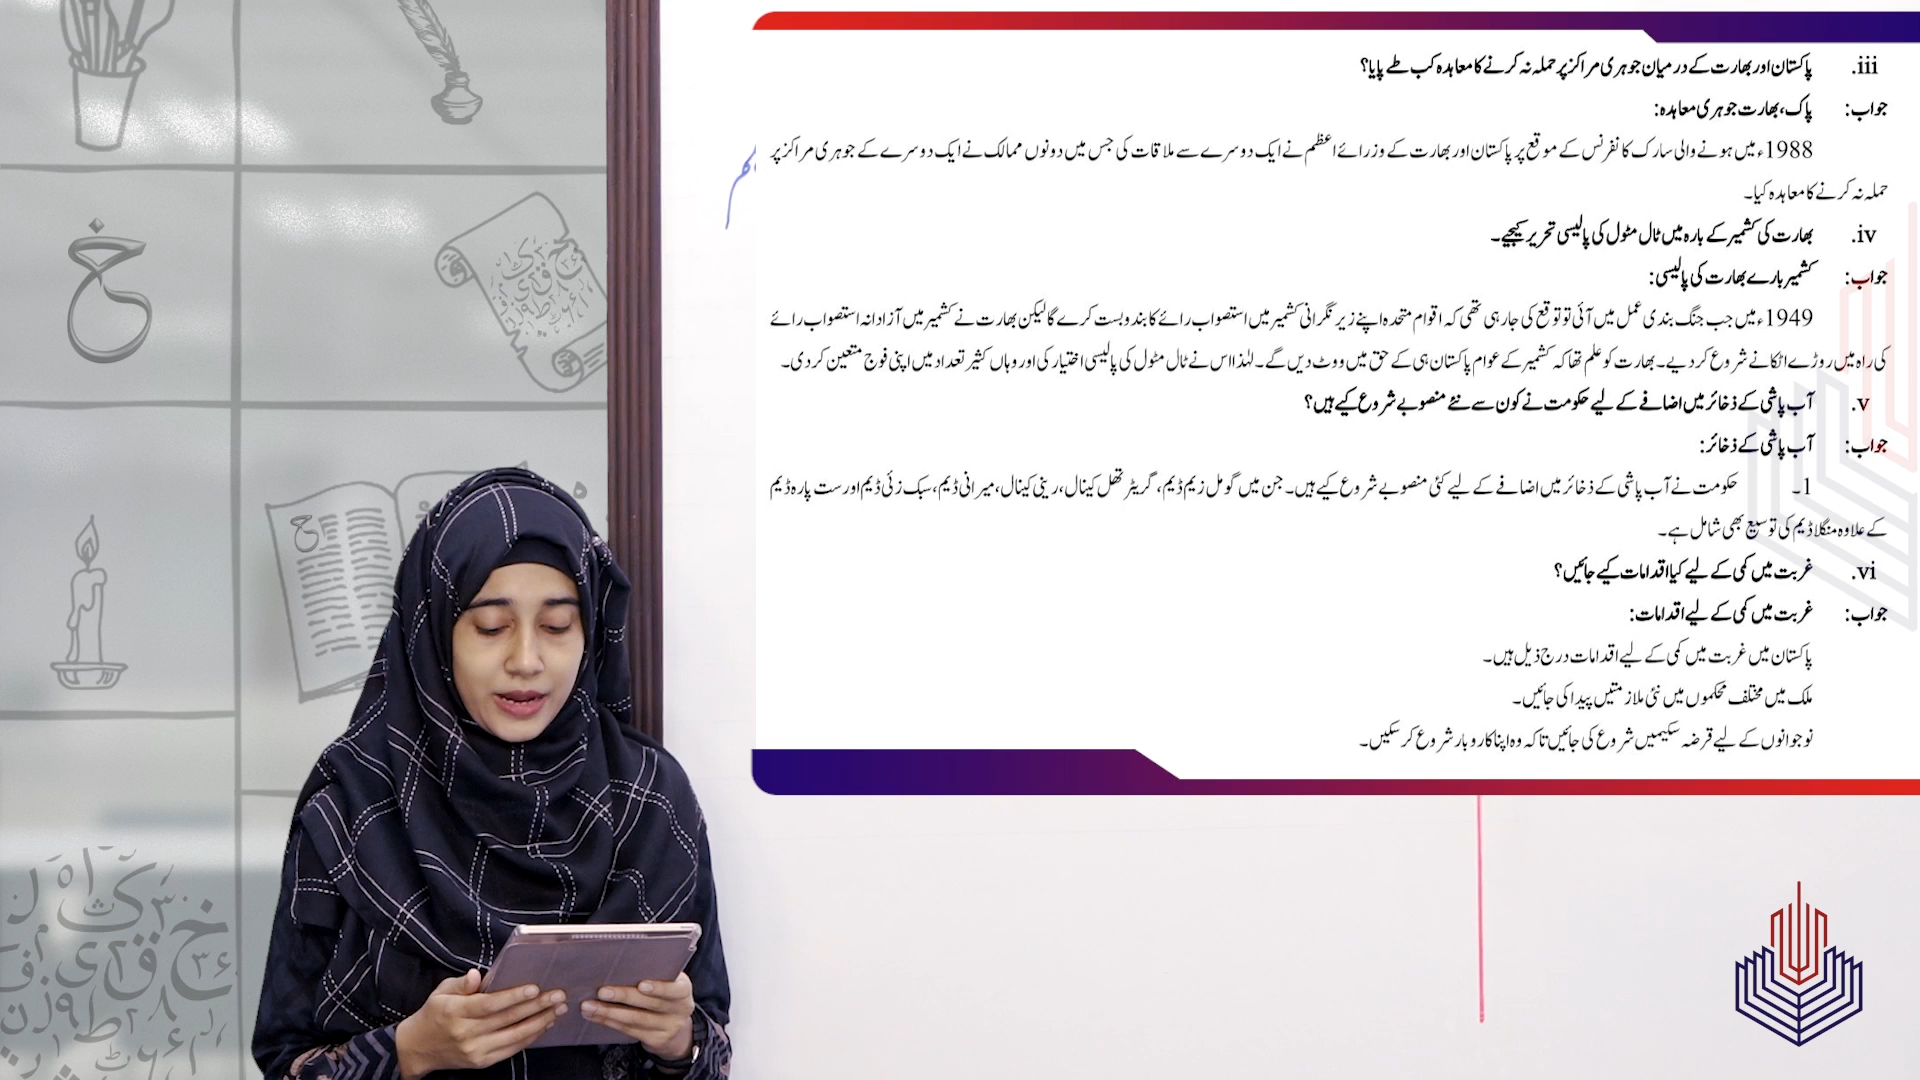 iii. پاکستان اور بھارت کے درمیان جوہری مراکز پر حملہ نہ کرنے کا معاہدہ کب طے پایا؟
جواب: پاک، بھارت جوہری معاہدہ:
1988ء میں ہونے والی سارک کانفرنس کے موقع پر پاکستان اور بھارت کے وزرائے اعظم نے ایک دوسرے سے ملاقات کی جس میں دونوں ممالک نے ایک دوسرے کے جوہری مراکز پر
حملہ نہ کرنے کا معاہدہ کیا۔
iv. بھارت کی کشمیر کے بارہ میں ٹال مٹول کی پالیسی تحریر کیجیے۔
جواب: کشمیر بارے بھارت کی پالیسی:
1949ء میں جب جنگ بندی عمل میں آئی تو توقع کی جا رہی تھی کہ اقوام متحدہ اپنے زیر نگرانی کشمیر میں استصواب رائے کا بندوبست کرے گا لیکن بھارت نے کشمیر میں آزادانہ استصواب رائے
کی راہ میں روڑے اٹکانے شروع کر دیے۔ بھارت کو علم تھا کہ کشمیر کے عوام پاکستان ہی کے حق میں ووٹ دیں گے۔ لہٰذا اس نے ٹال مٹول کی پالیسی اختیار کی اور وہاں کثیر تعداد میں اپنی فوج متعین کر دی۔
v. آب پاشی کے ذخائر میں اضافے کے لیے حکومت نے کون سے نئے منصوبے شروع کیے ہیں؟
جواب: آب پاشی کے ذخائر:
1۔ حکومت نے آب پاشی کے ذخائر میں اضافے کے لیے کئی منصوبے شروع کیے ہیں۔ جن میں گومل زیم ڈیم، گریٹر تھل کینال، رینی کینال، میرانی ڈیم، سبک زئی ڈیم اور ست پارہ ڈیم
کے علاوہ منگلا ڈیم کی توسیع بھی شامل ہے۔
vi. غربت میں کمی کے لیے کیا اقدامات کیے جائیں؟
جواب: غربت میں کمی کے لیے اقدامات:
پاکستان میں غربت میں کمی کے لیے اقدامات درج ذیل ہیں۔
ملک میں مختلف محکموں میں نئی ملازمتیں پیدا کی جائیں۔
نوجوانوں کے لیے قرضہ سکیمیں شروع کی جائیں تاکہ وہ اپنا کاروبار شروع کر سکیں۔